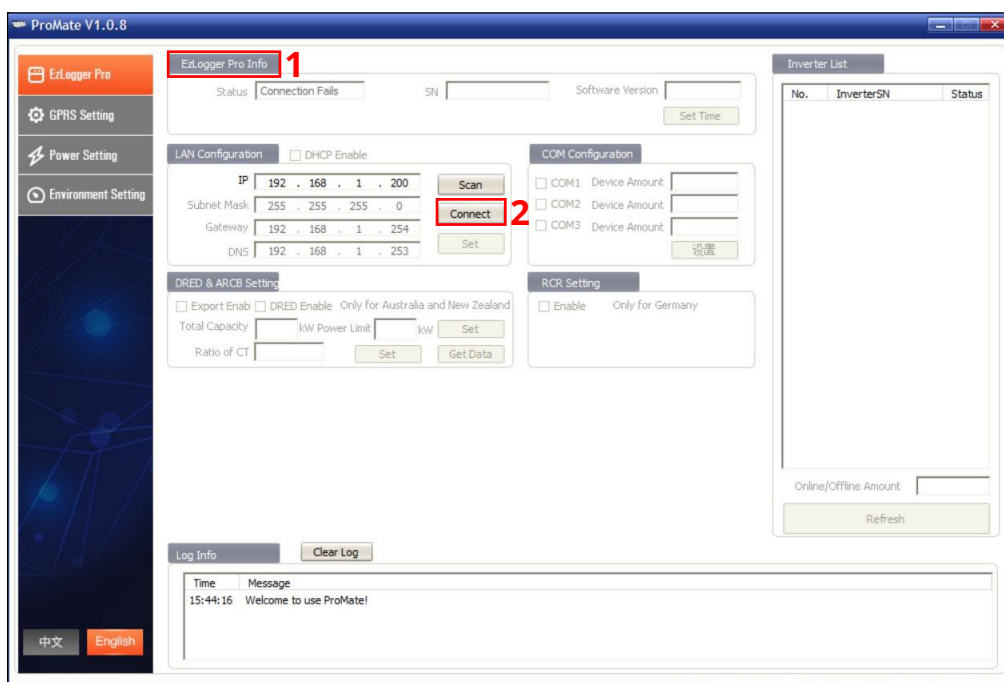 ProMate V1.0.8
EzLogger Pro
GPRS Setting
Power Setting
Environment Setting
中文 English
EzLogger Pro Info 1
Status Connection Fails SN Software Version
Set Time
LAN Configuration DHCP Enable
IP 192 . 168 . 1 . 200 Scan
Subnet Mask 255 . 255 . 255 . 0 Connect 2
Gateway 192 . 168 . 1 . 254
DNS 192 . 168 . 1 . 253 Set
COM Configuration
COM1 Device Amount
COM2 Device Amount
COM3 Device Amount
设置
DRED & ARCB Setting
Export Enab DRED Enable Only for Australia and New Zealand
Total Capacity kW Power Limit kW Set
Ratio of CT Set Get Data
RCR Setting
Enable Only for Germany
Inverter List
No. InverterSN Status
Online/Offline Amount
Refresh
Log Info Clear Log
Time Message
15:44:16 Welcome to use ProMate!